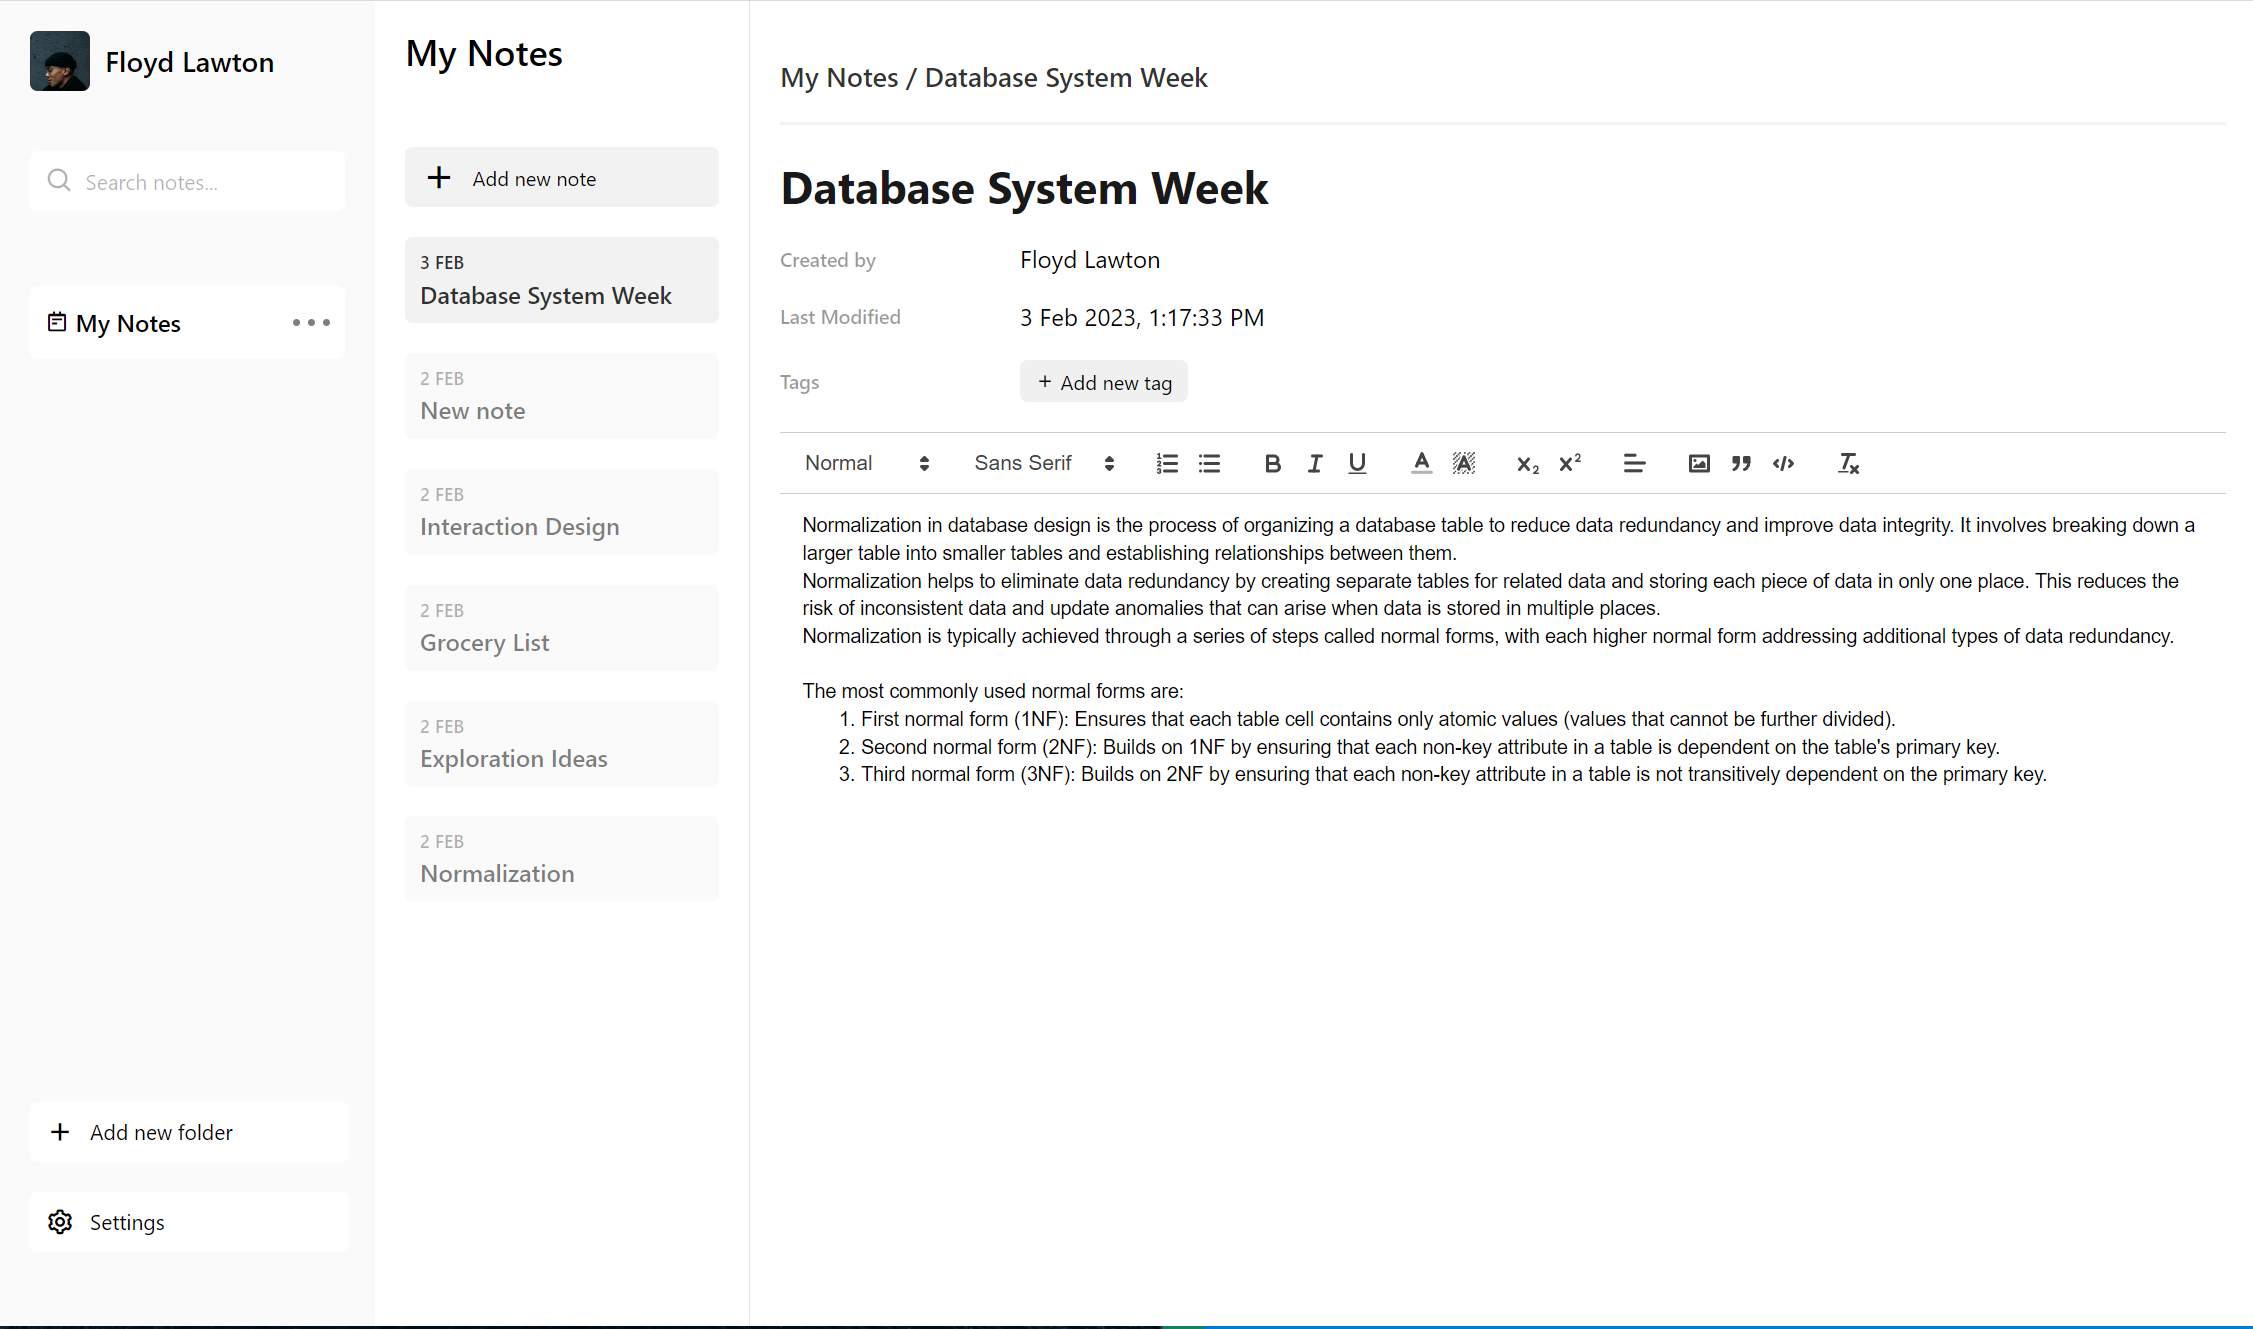 Floyd Lawton
Search notes...
My Notes
Add new folder
Settings
My Notes
Add new note
3 FEB
Database System Week
2 FEB
New note
2 FEB
Interaction Design
2 FEB
Grocery List
2 FEB
Exploration Ideas
2 FEB
Normalization
My Notes / Database System Week
Database System Week
Created by Floyd Lawton
Last Modified 3 Feb 2023, 1:17:33 PM
Tags + Add new tag
Normal Sans Serif
Normalization in database design is the process of organizing a database table to reduce data redundancy and improve data integrity. It involves breaking down a
larger table into smaller tables and establishing relationships between them.
Normalization helps to eliminate data redundancy by creating separate tables for related data and storing each piece of data in only one place. This reduces the
risk of inconsistent data and update anomalies that can arise when data is stored in multiple places.
Normalization is typically achieved through a series of steps called normal forms, with each higher normal form addressing additional types of data redundancy.
The most commonly used normal forms are:
1. First normal form (1NF): Ensures that each table cell contains only atomic values (values that cannot be further divided).
2. Second normal form (2NF): Builds on 1NF by ensuring that each non-key attribute in a table is dependent on the table's primary key.
3. Third normal form (3NF): Builds on 2NF by ensuring that each non-key attribute in a table is not transitively dependent on the primary key.